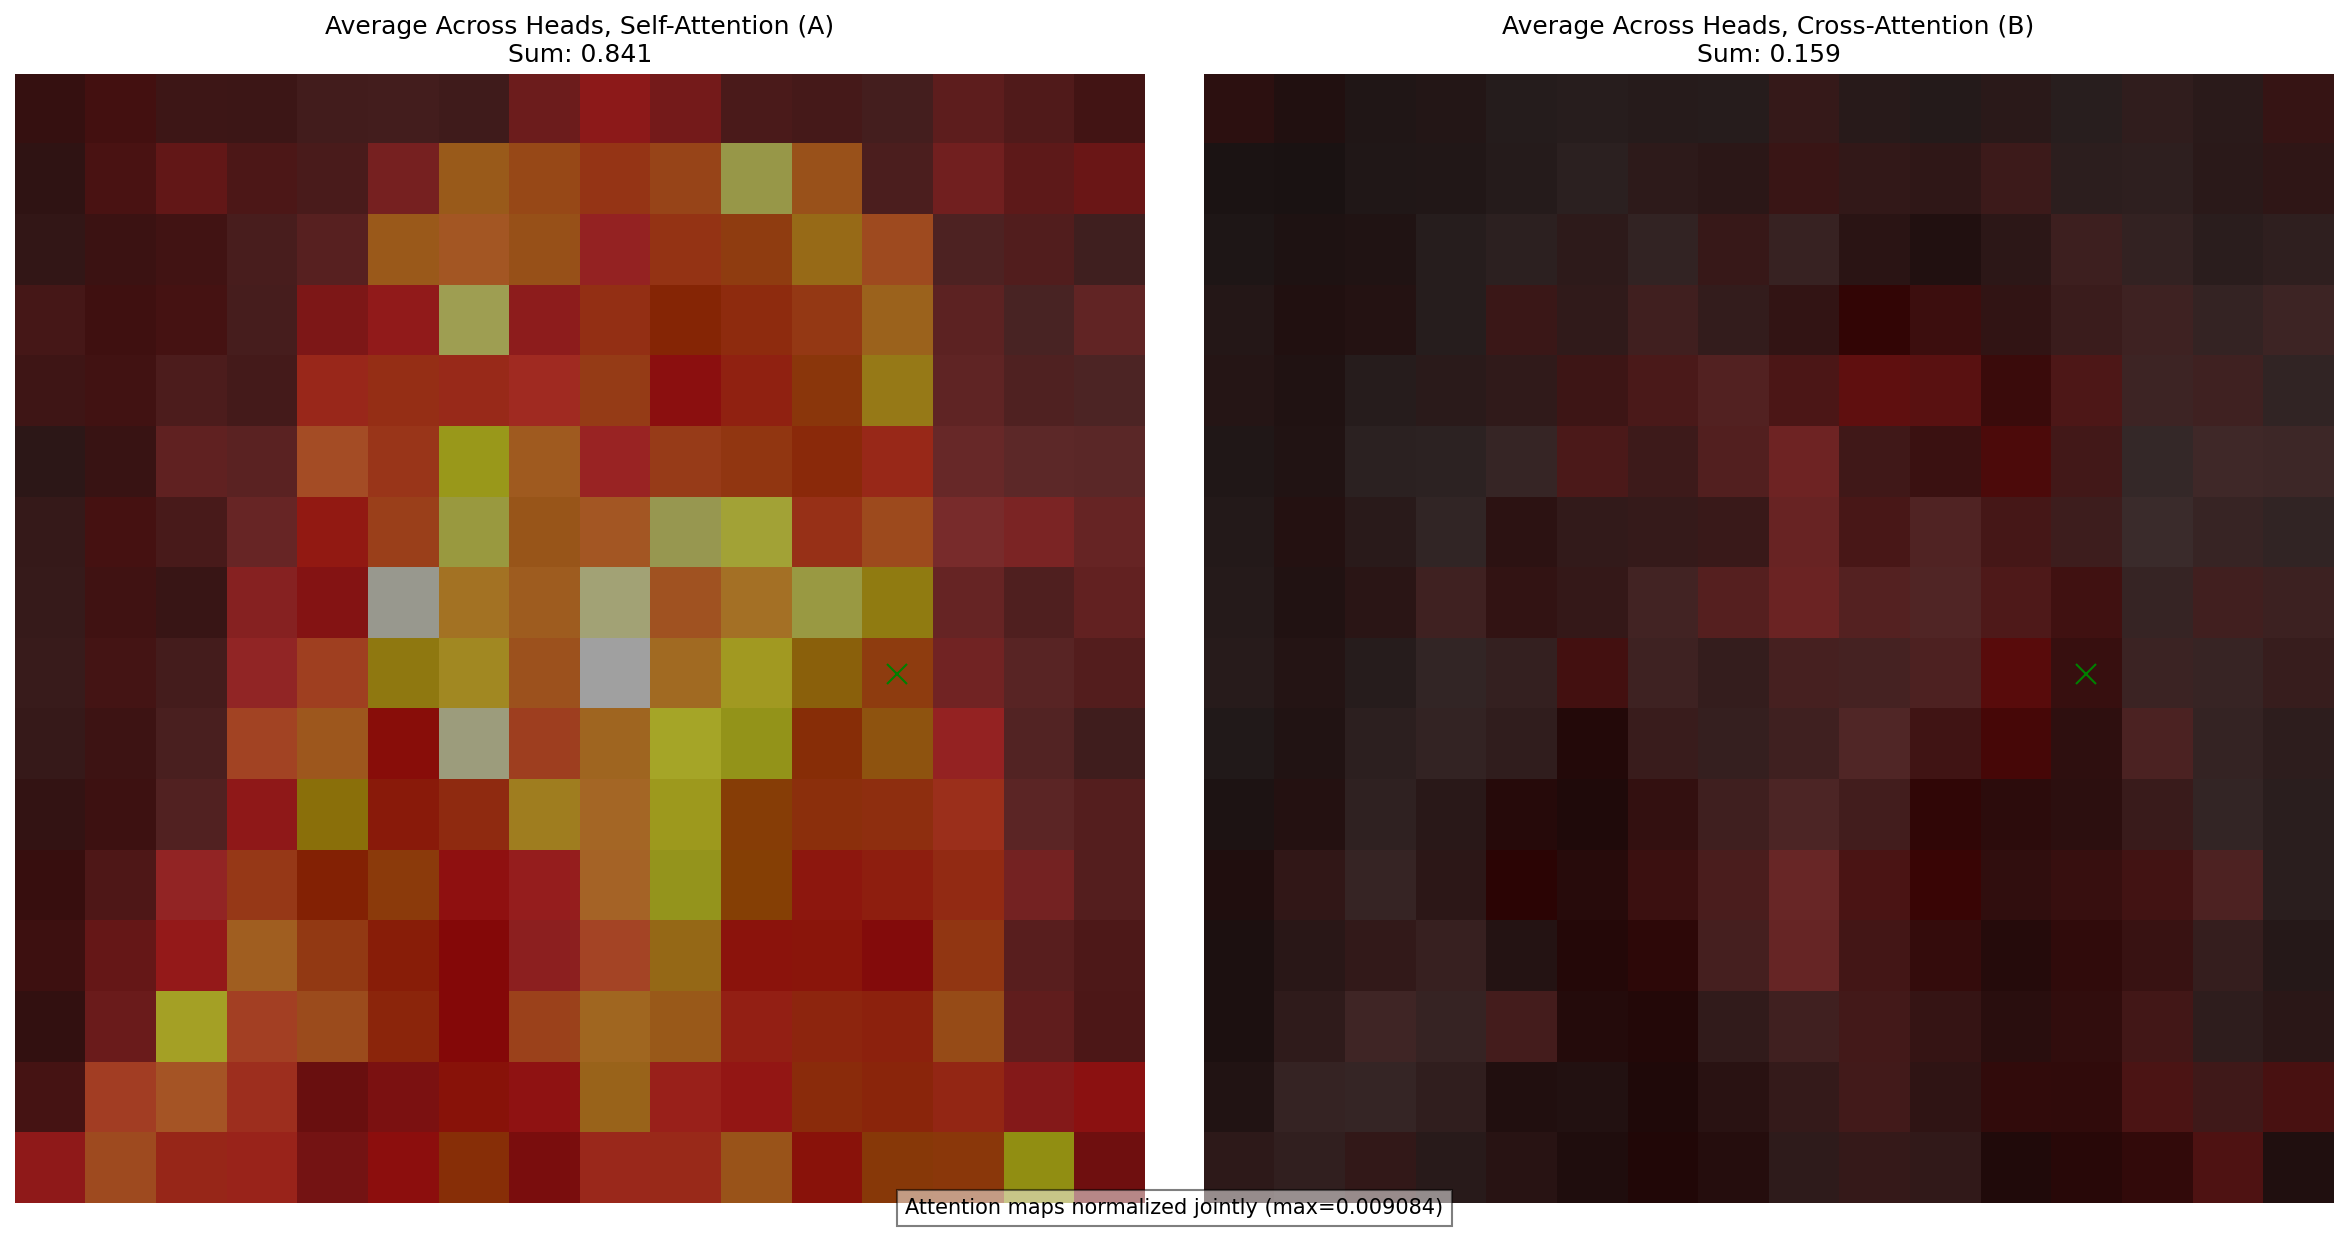 Average Across Heads, Self-Attention (A)
Sum: 0.841
Average Across Heads, Cross-Attention (B)
Sum: 0.159
Attention maps normalized jointly (max=0.009084)